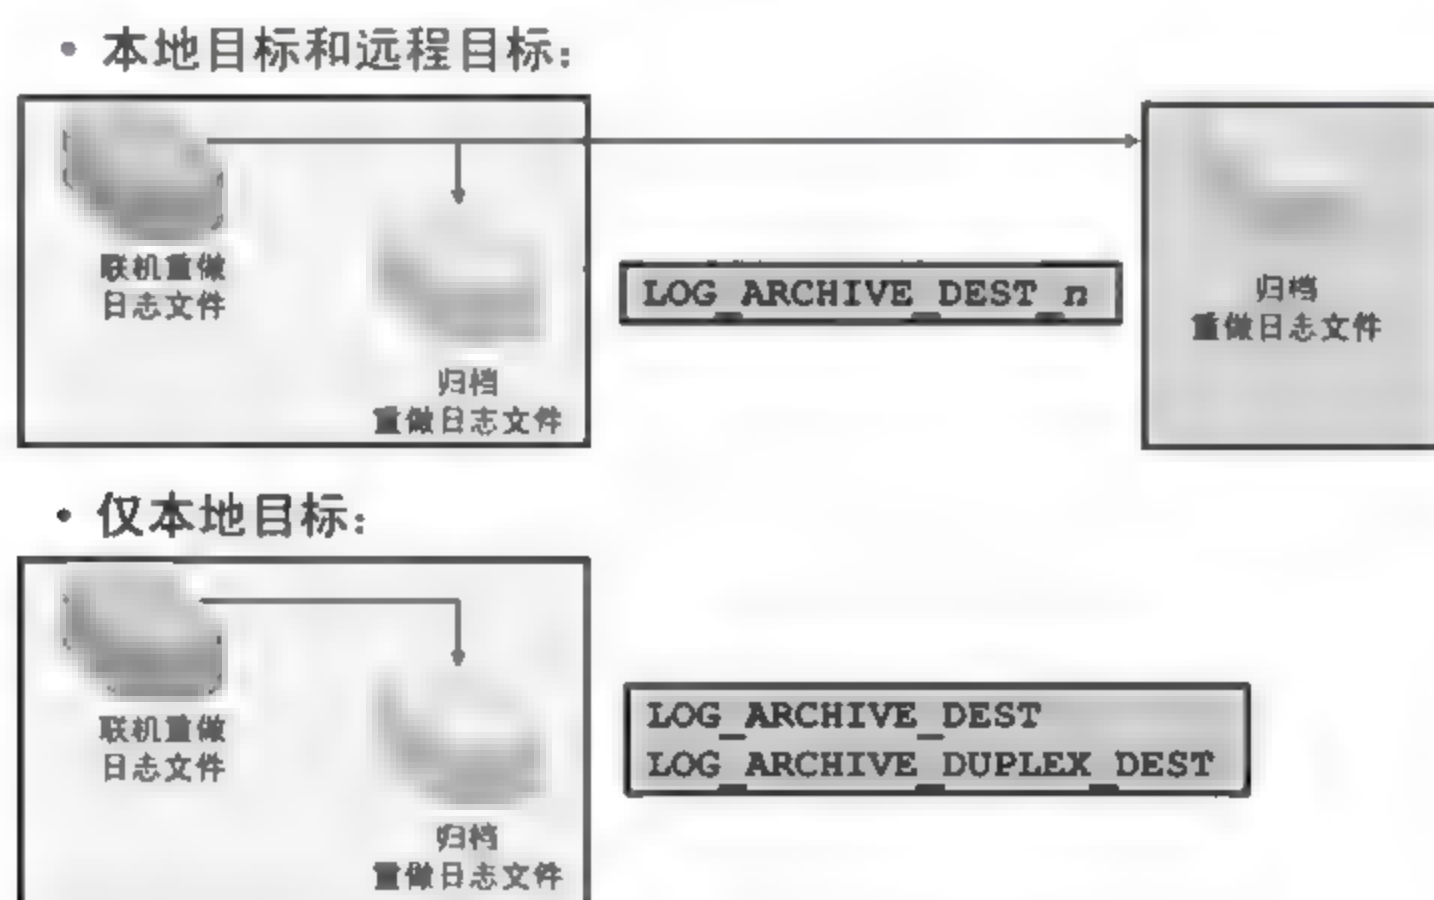 • 本地目标和远程目标：
联机重做
日志文件
归档
重做日志文件
LOG_ARCHIVE_DEST_n
归档
重做日志文件
• 仅本地目标：
联机重做
日志文件
归档
重做日志文件
LOG_ARCHIVE_DEST
LOG_ARCHIVE_DUPLEX_DEST